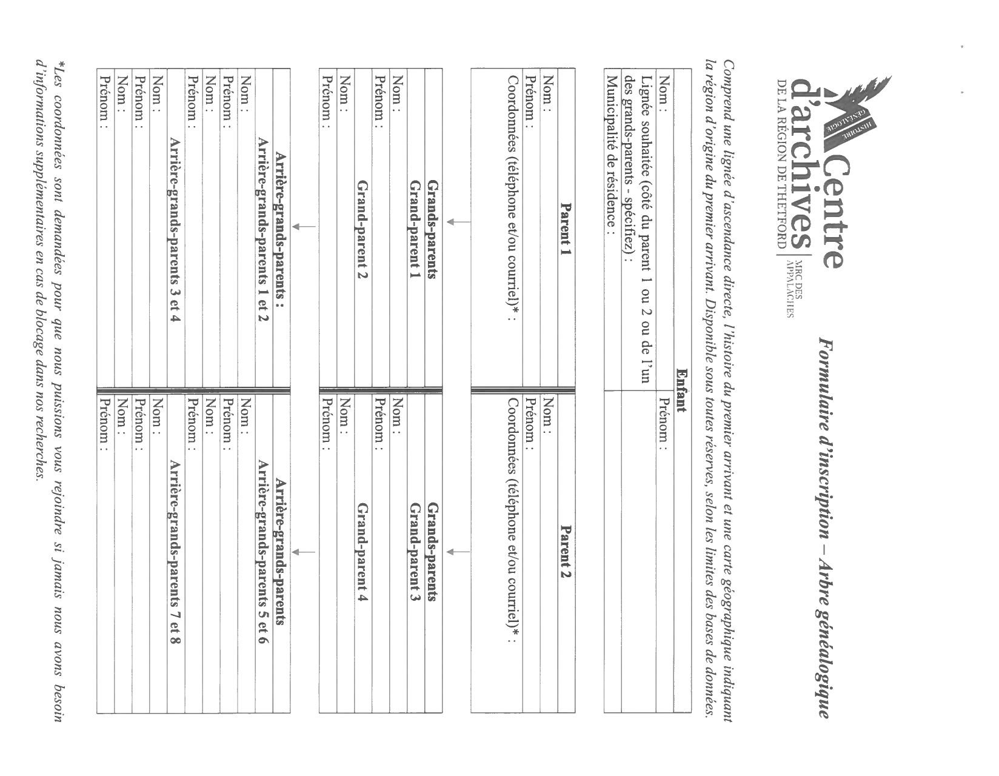 GÉNÉALOGIE
HISTOIRE
Centre
d'archives
DE LA RÉGION DE THETFORD
MRC DES
APPALACHES
Formulaire d'inscription – Arbre généalogique
Comprend une lignée d'ascendance directe, l'histoire du premier arrivant et une carte géographique indiquant
la région d'origine du premier arrivant. Disponible sous toutes réserves, selon les limites des bases de données.
Enfant
Nom : Prénom :
Lignée souhaitée (côté du parent 1 ou 2 ou de l'un
des grands-parents - spécifiez) :
Municipalité de résidence :
Parent 1 Parent 2
Nom : Nom :
Prénom : Prénom :
Coordonnées (téléphone et/ou courriel)* : Coordonnées (téléphone et/ou courriel)* :
Grands-parents Grands-parents
Grand-parent 1 Grand-parent 3
Nom : Nom :
Prénom : Prénom :
Grand-parent 2 Grand-parent 4
Nom : Nom :
Prénom : Prénom :
Arrière-grands-parents : Arrière-grands-parents
Arrière-grands-parents 1 et 2 Arrière-grands-parents 5 et 6
Nom : Nom :
Prénom : Prénom :
Nom : Nom :
Prénom : Prénom :
Arrière-grands-parents 3 et 4 Arrière-grands-parents 7 et 8
Nom : Nom :
Prénom : Prénom :
Nom : Nom :
Prénom : Prénom :
*Les coordonnées sont demandées pour que nous puissions vous rejoindre si jamais nous avons besoin
d'informations supplémentaires en cas de blocage dans nos recherches.